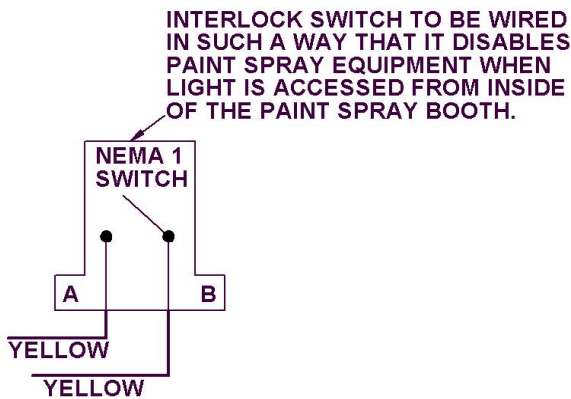 INTERLOCK SWITCH TO BE WIRED
IN SUCH A WAY THAT IT DISABLES
PAINT SPRAY EQUIPMENT WHEN
LIGHT IS ACCESSED FROM INSIDE
OF THE PAINT SPRAY BOOTH.
NEMA 1
SWITCH
A B
YELLOW
YELLOW